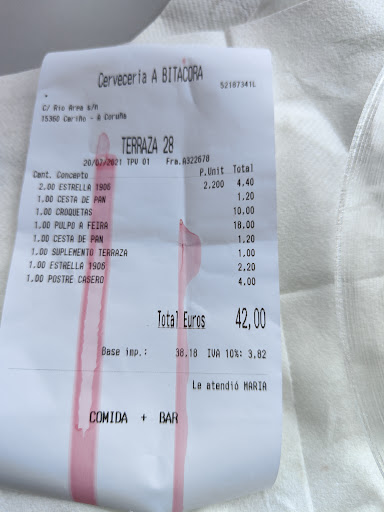 Cerveceria A BITACORA
52187341L
C/ Rio Arma s/n
15360 Cariño - A Coruña
TERRAZA 28
20/07/2021 TPV 01 Fra.A322678
Cant. Concepto P.Unit Total
2,00 ESTRELLA 1906 2,200 4,40
1,00 CESTA DE PAN 1,20
1,00 CROQUETAS 10,00
1,00 PULPO A FEIRA 18,00
1,00 CESTA DE PAN 1,20
1,00 SUPLEMENTO TERRAZA 1,00
1,00 ESTRELLA 1906 2,20
1,00 POSTRE CASERO 4,00
Total Euros 42,00
Base imp.: 38,18 IVA 10%: 3,82
Le atendió MARIA
COMIDA + BAR